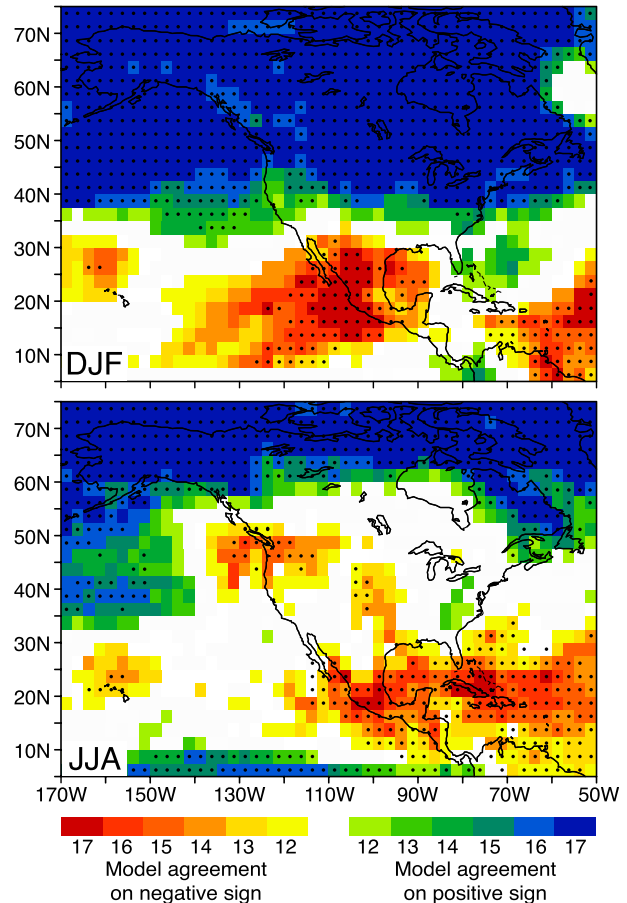 70N
60N
50N
40N
30N
20N
10N
DJF
70N
60N
50N
40N
30N
20N
10N
JJA
170W 150W 130W 110W 90W 70W 50W
17 16 15 14 13 12 12 13 14 15 16 17
Model agreement Model agreement
on negative sign on positive sign